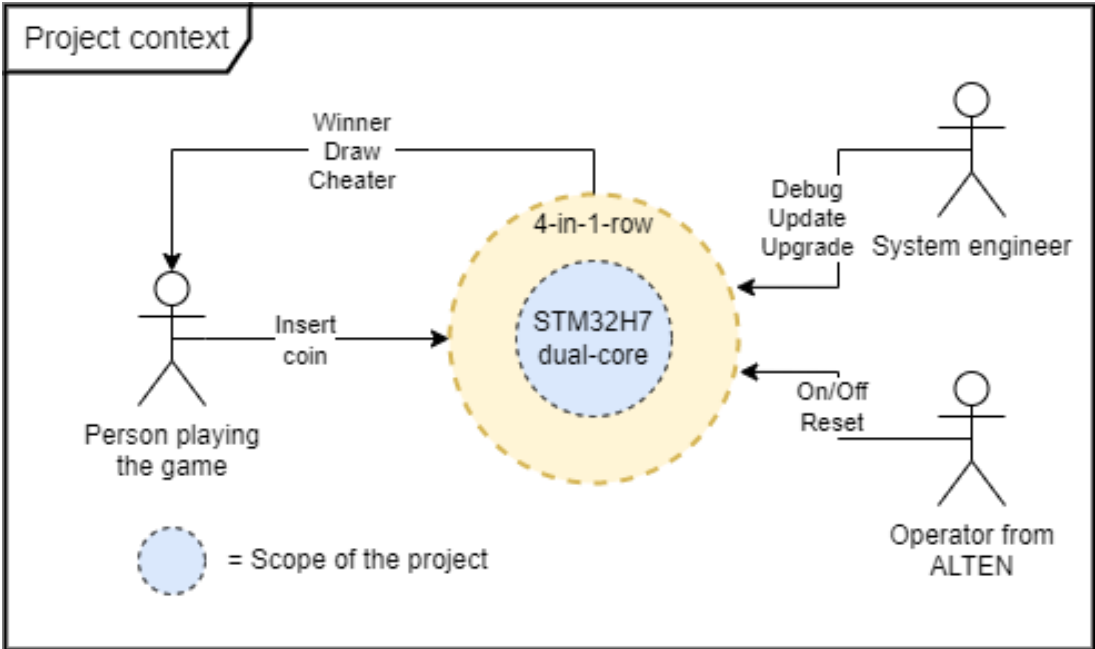 Project context
Winner
Draw
Cheater
4-in-1-row
STM32H7
dual-core
Insert
coin
Person playing
the game
Debug
Update
Upgrade
System engineer
On/Off
Reset
Operator from
ALTEN
= Scope of the project